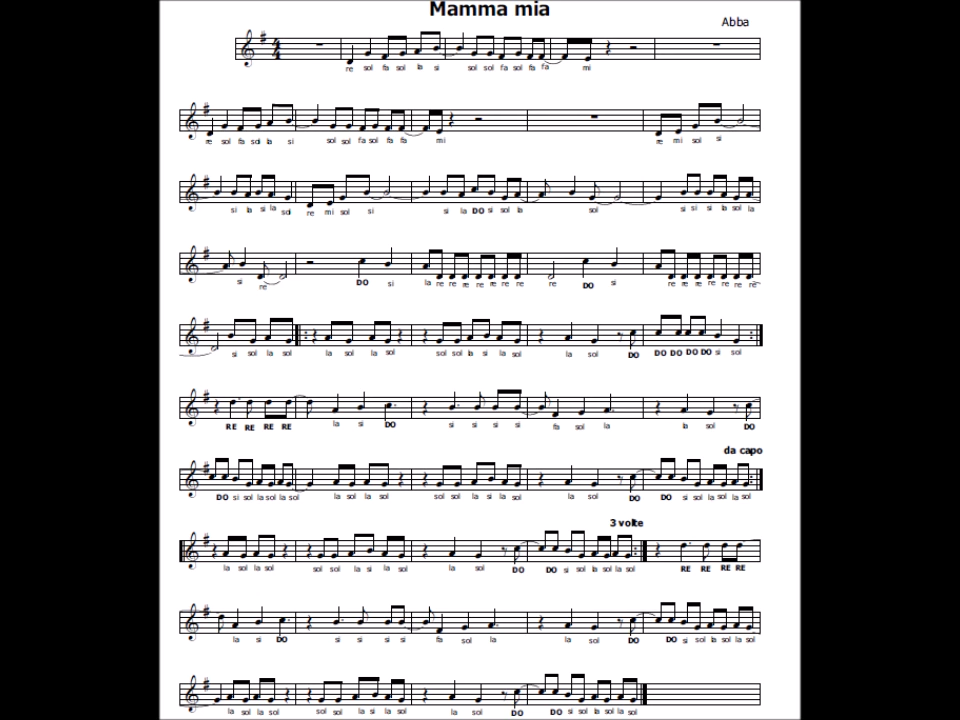 Mamma mia
Abba
re sol fa sol la si sol sol fa sol fa fa mi
re sol fa sol la si sol sol fa sol fa fa mi re mi sol si
si la si la sol re mi sol si si la DO si sol la sol si si si la sol la
si re DO si la re re re re re re re DO si re re re re re re re
si sol la sol la sol la sol sol sol la si la sol la sol DO DO DO DO DO si sol
RE RE RE RE la si DO si si si si fa sol la la sol DO
da capo
DO si sol la sol la sol la sol la sol sol sol la si la sol la sol DO DO si sol la sol la sol
3 volte
la sol la sol sol sol la si la sol la sol DO DO si sol la sol la sol RE RE RE RE
la si DO si si si si fa sol la la sol DO DO si sol la sol la sol
la sol la sol sol sol la si la sol la sol DO DO si sol la sol la sol